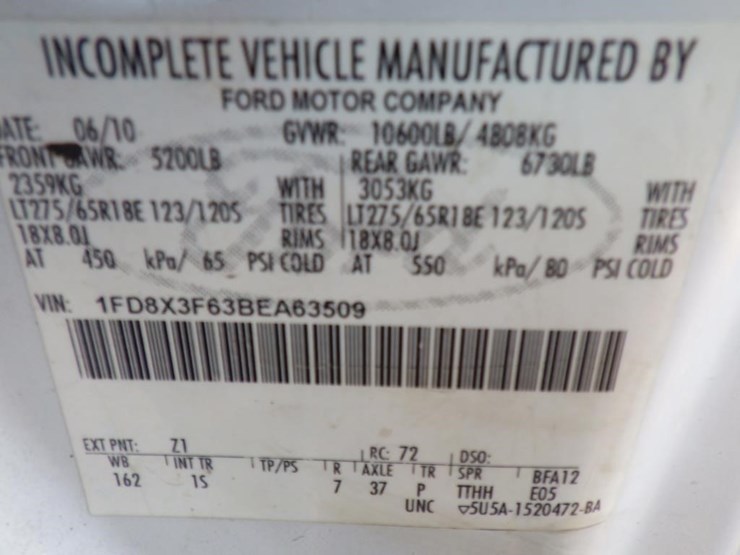 INCOMPLETE VEHICLE MANUFACTURED BY
FORD MOTOR COMPANY
ATE: 06/10 GVWR: 10600LB/ 4808KG
FRONT GAWR: 5200LB REAR GAWR: 6730LB
2359KG WITH 3053KG WITH
LT275/65R18E 123/120S TIRES LT275/65R18E 123/120S TIRES
18X8.0J RIMS 18X8.0J RIMS
AT 450 kPa/ 65 PSI COLD AT 550 kPa/ 80 PSI COLD
VIN: 1FD8X3F63BEA63509
EXT PNT: Z1 RC: 72 DSO:
WB INT TR TP/PS R AXLE TR SPR BFA12
162 1S 7 37 P TTHH E05
UNC ▽5U5A-1520472-BA